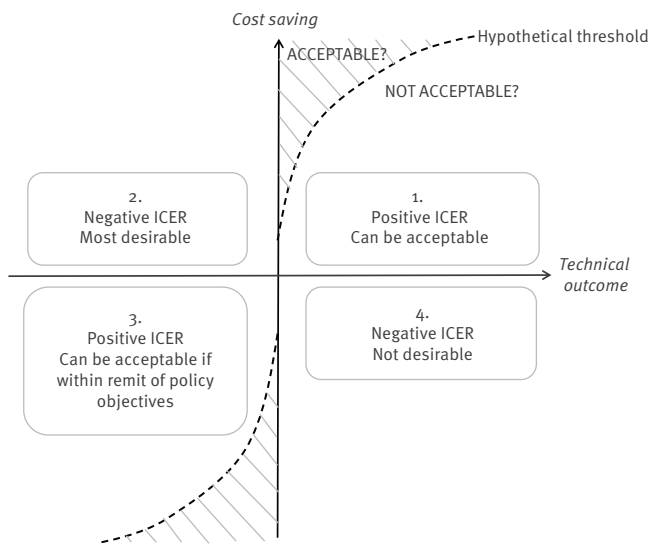 Cost saving
Hypothetical threshold
ACCEPTABLE?
NOT ACCEPTABLE?
2.
Negative ICER
Most desirable
1.
Positive ICER
Can be acceptable
Technical
outcome
3.
Positive ICER
Can be acceptable if
within remit of policy
objectives
4.
Negative ICER
Not desirable